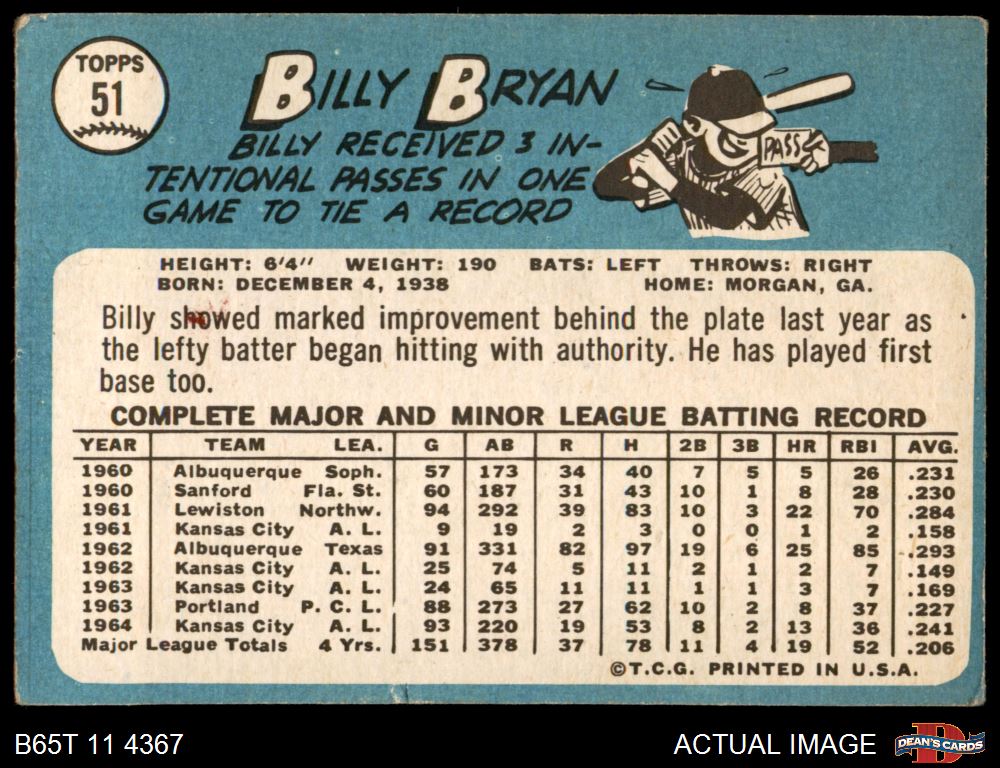 TOPPS
51
BILLY BRYAN
BILLY RECEIVED 3 IN-
TENTIONAL PASSES IN ONE
GAME TO TIE A RECORD
PASS
HEIGHT: 6'4" WEIGHT: 190 BATS: LEFT THROWS: RIGHT
BORN: DECEMBER 4, 1938 HOME: MORGAN, GA.
Billy showed marked improvement behind the plate last year as
the lefty batter began hitting with authority. He has played first
base too.
COMPLETE MAJOR AND MINOR LEAGUE BATTING RECORD
YEAR TEAM LEA. G AB R H 2B 3B HR RBI AVG.
1960 Albuquerque Soph. 57 173 34 40 7 5 5 26 .231
1960 Sanford Fla. St. 60 187 31 43 10 1 8 28 .230
1961 Lewiston Northw. 94 292 39 83 10 3 22 70 .284
1961 Kansas City A. L. 9 19 2 3 0 0 1 2 .158
1962 Albuquerque Texas 91 331 82 97 19 6 25 85 .293
1962 Kansas City A. L. 25 74 5 11 2 1 2 7 .149
1963 Kansas City A. L. 24 65 11 11 1 1 3 7 .169
1963 Portland P. C. L. 88 273 27 62 10 2 8 37 .227
1964 Kansas City A. L. 93 220 19 53 8 2 13 36 .241
Major League Totals 4 Yrs. 151 378 37 78 11 4 19 52 .206
©T.C.G. PRINTED IN U.S.A.
B65T 11 4367 ACTUAL IMAGE
D
DEAN'S CARDS